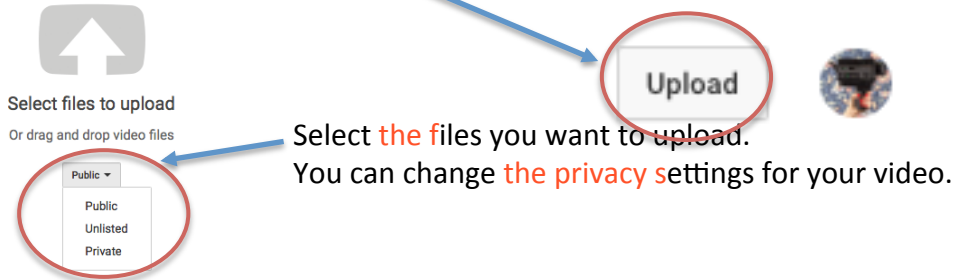 Upload
Select files to upload
Or drag and drop video files
Select the files you want to upload.
You can change the privacy settings for your video.
Public
Public
Unlisted
Private